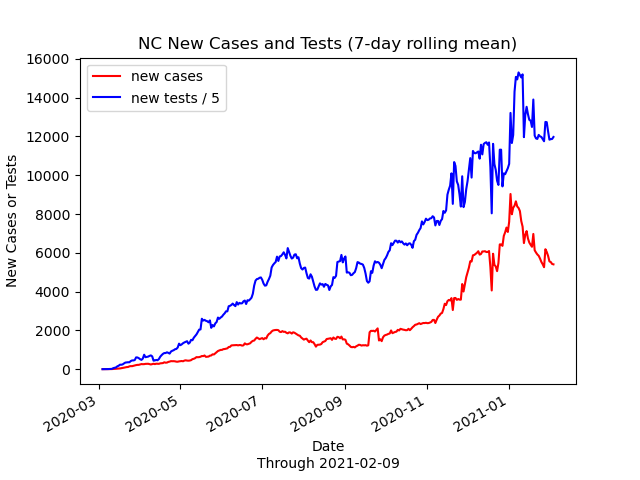 NC New Cases and Tests (7-day rolling mean)
new cases
new tests / 5
New Cases or Tests
16000
14000
12000
10000
8000
6000
4000
2000
0
2020-03
2020-05
2020-07
2020-09
2020-11
2021-01
Date
Through 2021-02-09